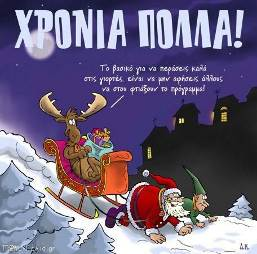 ΧΡΟΝΙΑ ΠΟΛΛΑ!
Το βασικό για να περάσεις καλά
στις γιορτές, είναι να μην αφήσεις άλλους
να σου φτιάξουν το πρόγραμμα!
Δ.Κ.